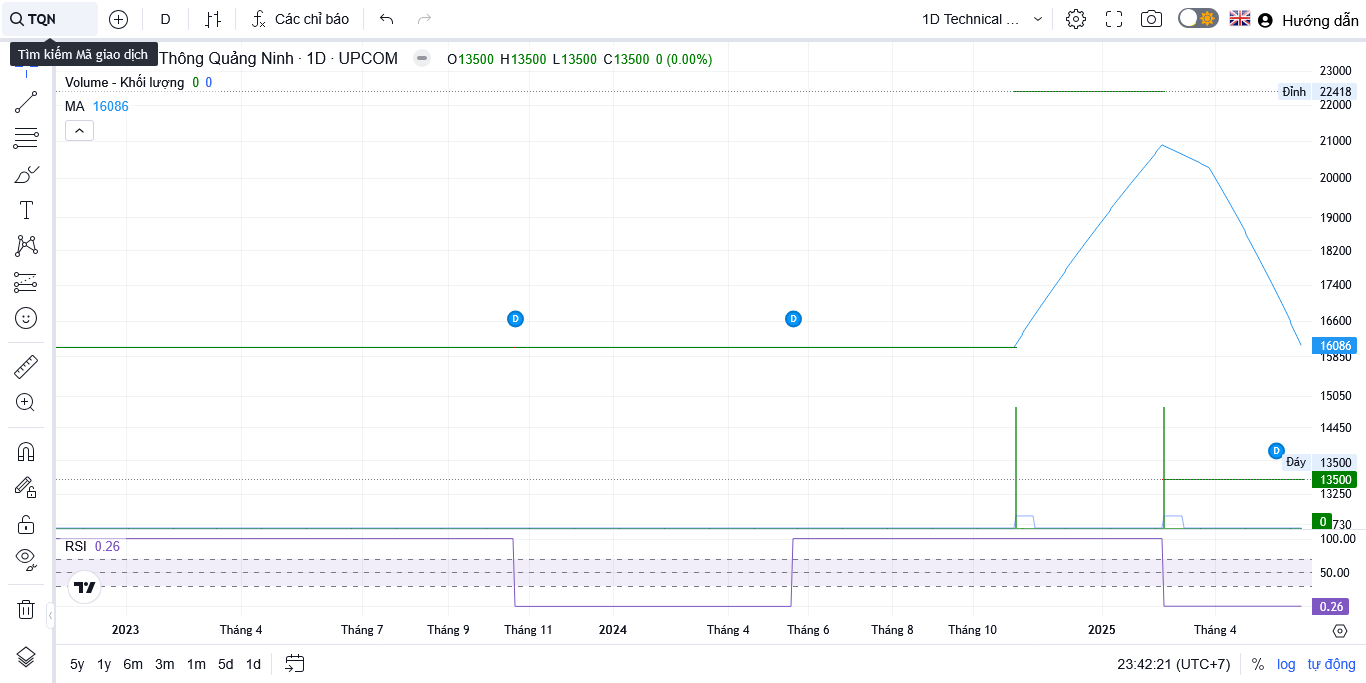 TQN
D
Các chỉ báo
1D Technical ...
Hướng dẫn
Tìm kiếm Mã giao dịch
Thông Quảng Ninh · 1D · UPCOM
O13500 H13500 L13500 C13500 0 (0.00%)
Volume - Khối lượng 0 0
MA 16086
23000
Đỉnh 22418
22000
21000
20000
19000
18200
17400
16600
16086
15850
15050
14450
Đáy 13500
13500
13250
0
730
D
D
D
RSI 0.26
100.00
50.00
0.26
2023
Tháng 4
Tháng 7
Tháng 9
Tháng 11
2024
Tháng 4
Tháng 6
Tháng 8
Tháng 10
2025
Tháng 4
5y 1y 6m 3m 1m 5d 1d
23:42:21 (UTC+7)
%
log
tự động